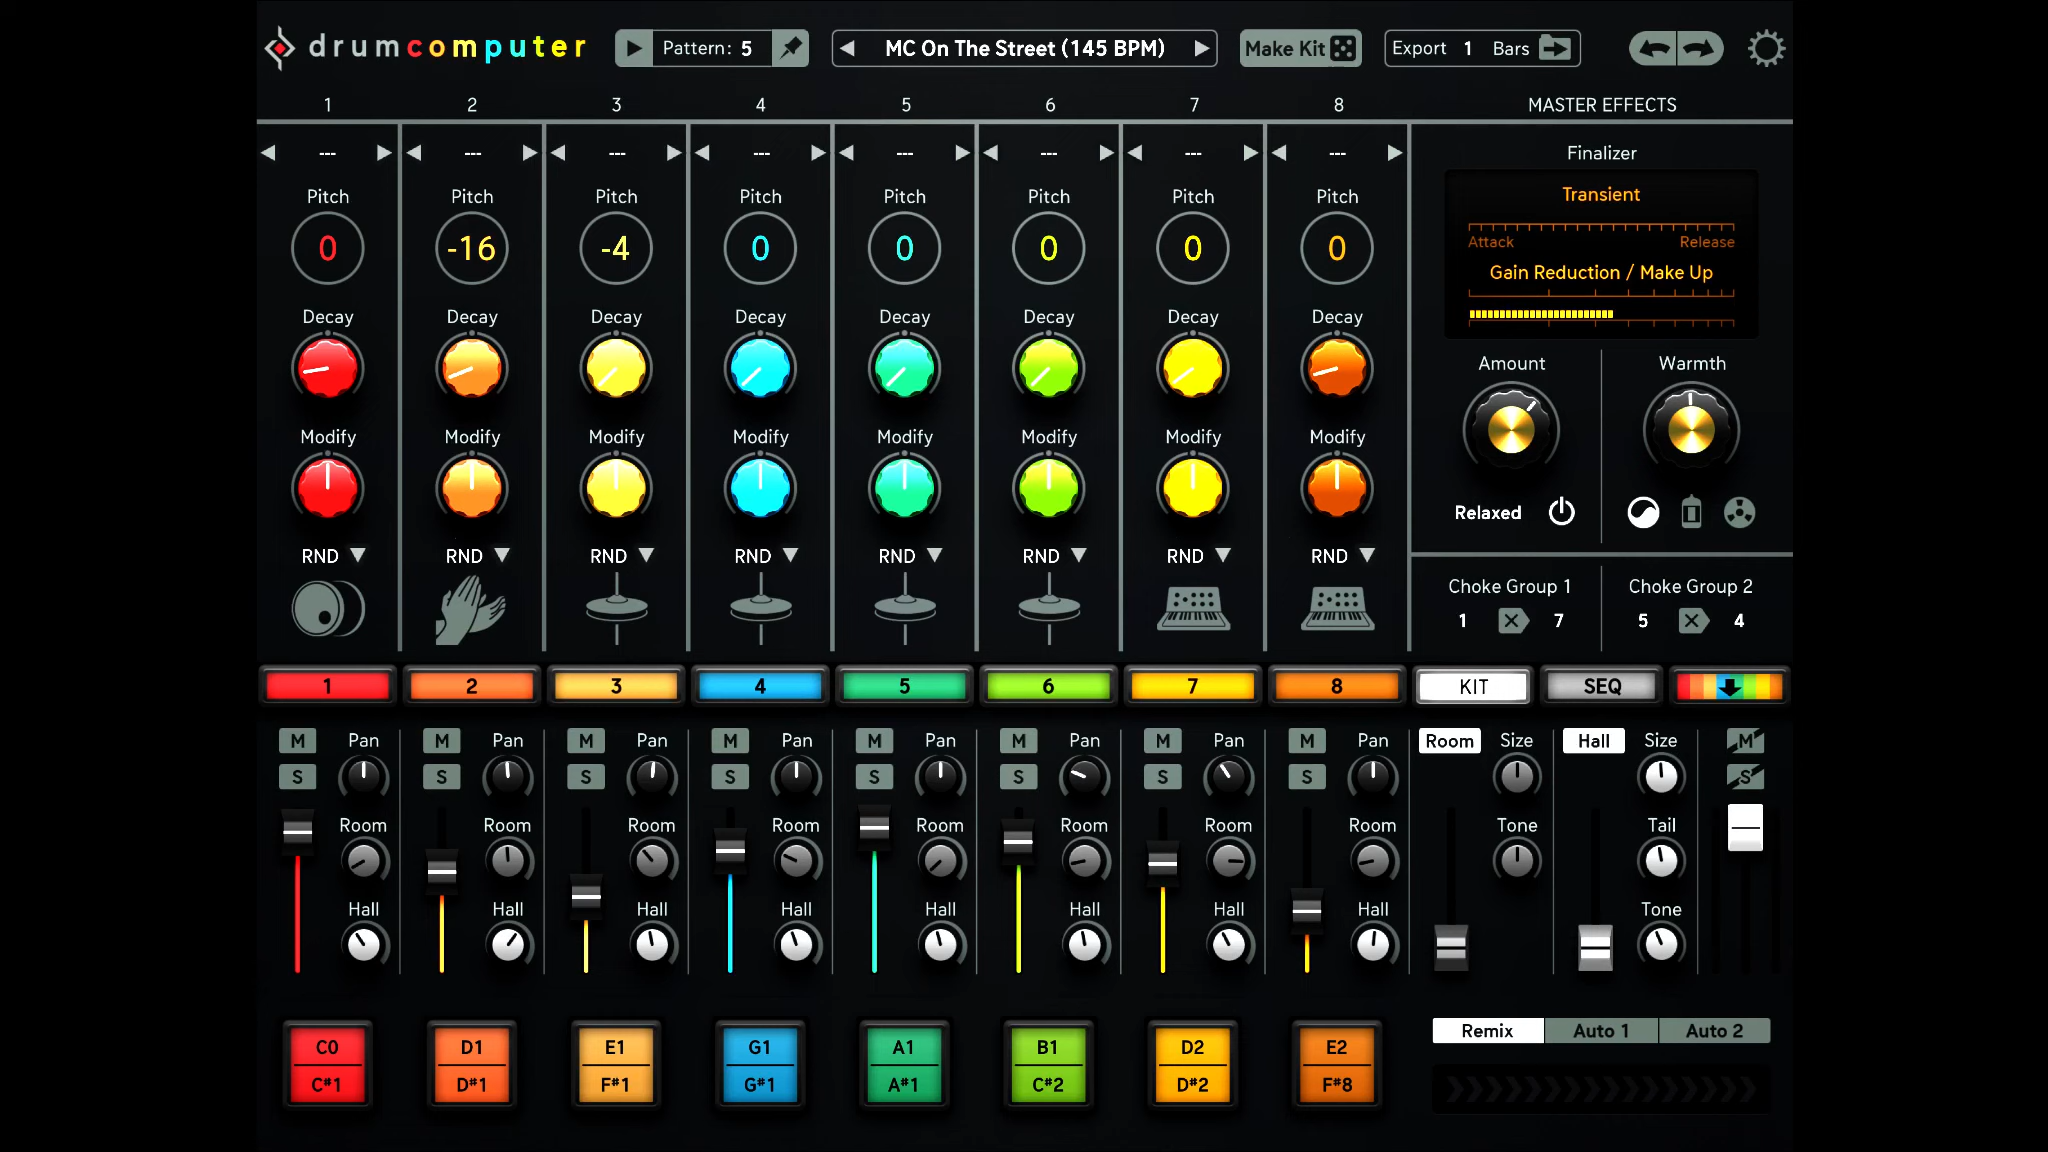 drumcomputer
Pattern: 5
MC On The Street (145 BPM)
Make Kit
Export 1 Bars
1 2 3 4 5 6 7 8 MASTER EFFECTS
--- --- --- --- --- --- --- --- Finalizer
Pitch Pitch Pitch Pitch Pitch Pitch Pitch Pitch
0 -16 -4 0 0 0 0 0
Transient
Attack Release
Gain Reduction / Make Up
Decay Decay Decay Decay Decay Decay Decay Decay
Amount Warmth
Modify Modify Modify Modify Modify Modify Modify Modify
Relaxed
RND RND RND RND RND RND RND RND
Choke Group 1 Choke Group 2
1 X 7 5 X 4
1 2 3 4 5 6 7 8 KIT SEQ
M Pan M Pan M Pan M Pan M Pan M Pan M Pan M Pan Room Size Hall Size M
S S S S S S S S S
Room Room Room Room Room Room Room Room Tone Tail
Hall Hall Hall Hall Hall Hall Hall Hall Tone
C0 D1 E1 G1 A1 B1 D2 E2
C#1 D#1 F#1 G#1 A#1 C#2 D#2 F#8
Remix Auto 1 Auto 2